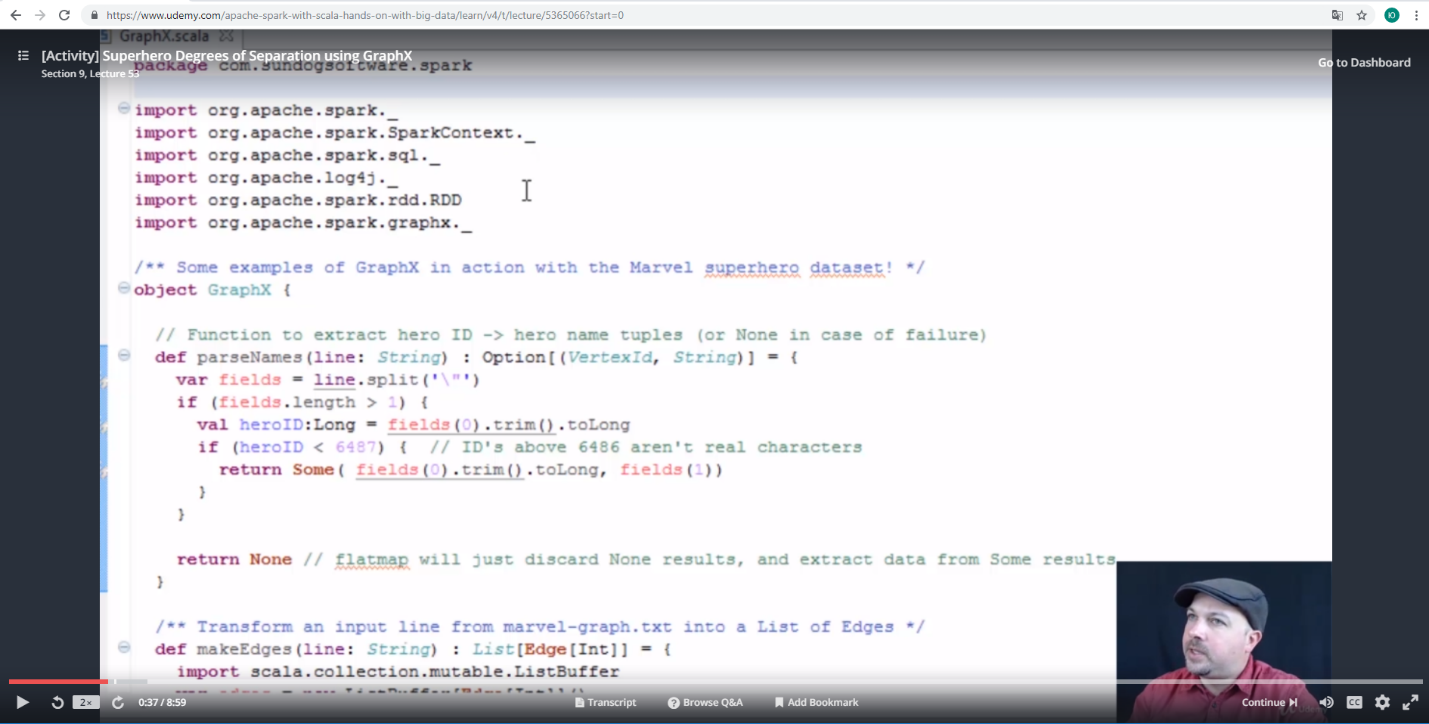 https://www.udemy.com/apache-spark-with-scala-hands-on-with-big-data/learn/v4/t/lecture/5365066?start=0
GraphX.scala
[Activity] Superhero Degrees of Separation using GraphX
Section 9, Lecture 53
Go to Dashboard
package com.sundogsoftware.spark
import org.apache.spark._
import org.apache.spark.SparkContext._
import org.apache.spark.sql._
import org.apache.log4j._
import org.apache.spark.rdd.RDD
import org.apache.spark.graphx._
/** Some examples of GraphX in action with the Marvel superhero dataset! */
object GraphX {
// Function to extract hero ID -> hero name tuples (or None in case of failure)
def parseNames(line: String) : Option[(VertexId, String)] = {
var fields = line.split('\"')
if (fields.length > 1) {
val heroID:Long = fields(0).trim().toLong
if (heroID < 6487) {  // ID's above 6486 aren't real characters
return Some( fields(0).trim().toLong, fields(1))
}
}
return None // flatmap will just discard None results, and extract data from Some results
}
/** Transform an input line from marvel-graph.txt into a List of Edges */
def makeEdges(line: String) : List[Edge[Int]] = {
import scala.collection.mutable.ListBuffer
2×
0:37 / 8:59
Transcript
Browse Q&A
Add Bookmark
Continue
CC